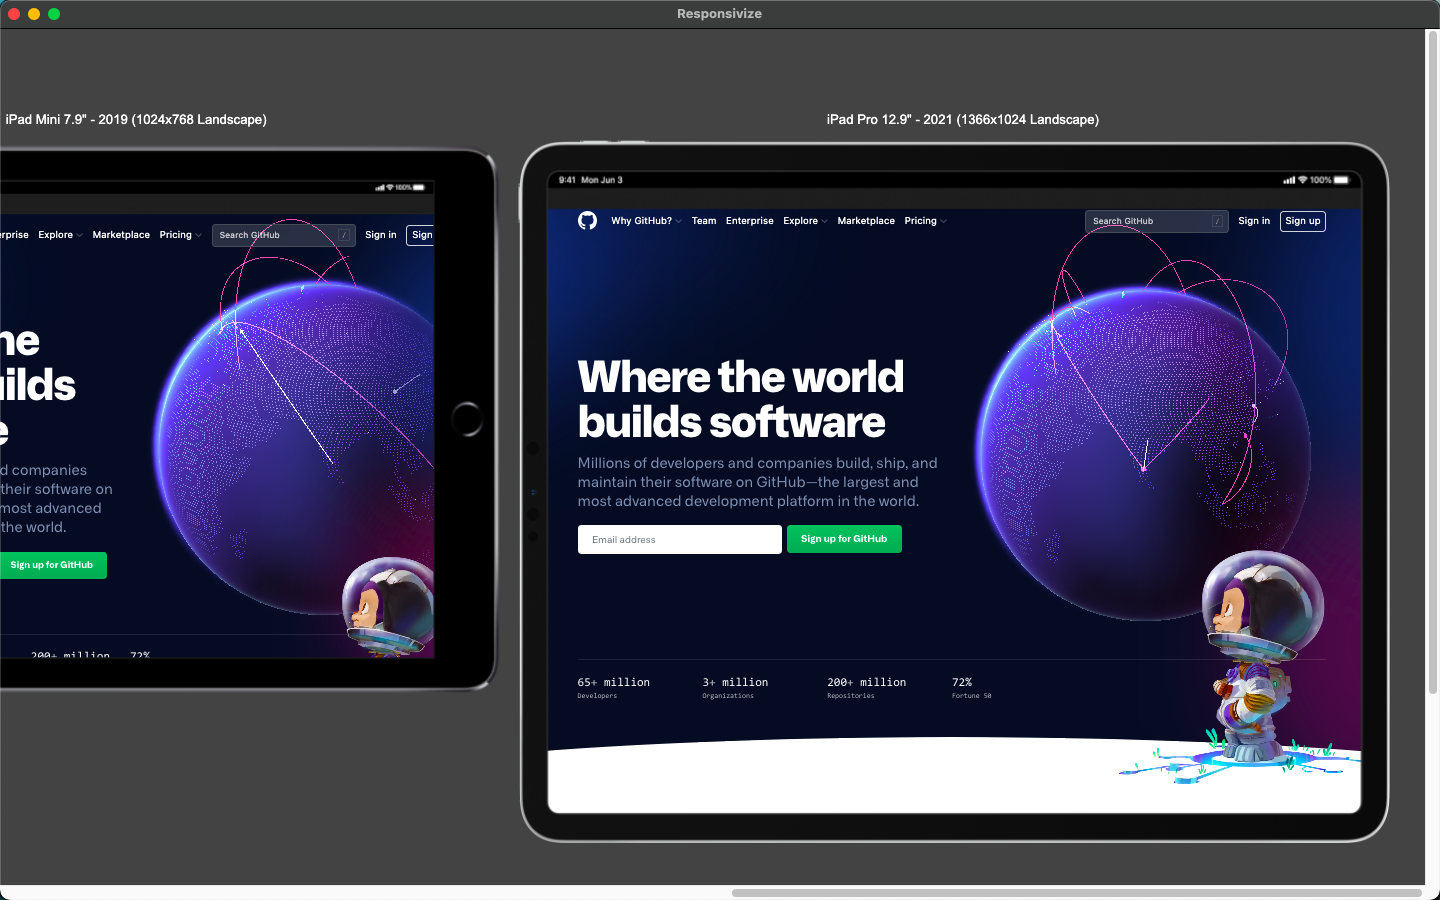 Responsivize
iPad Mini 7.9" - 2019 (1024x768 Landscape)
100%
rprise Explore Marketplace Pricing Search GitHub / Sign in Sign
ne
uilds
e
d companies
their software on
most advanced
the world.
Sign up for GitHub
200+ million 72%
iPad Pro 12.9" - 2021 (1366x1024 Landscape)
9:41 Mon Jun 3 100%
Why GitHub? Team Enterprise Explore Marketplace Pricing Search GitHub / Sign in Sign up
Where the world
builds software
Millions of developers and companies build, ship, and
maintain their software on GitHub—the largest and
most advanced development platform in the world.
Email address Sign up for GitHub
65+ million 3+ million 200+ million 72%
Developers Organizations Repositories Fortune 50